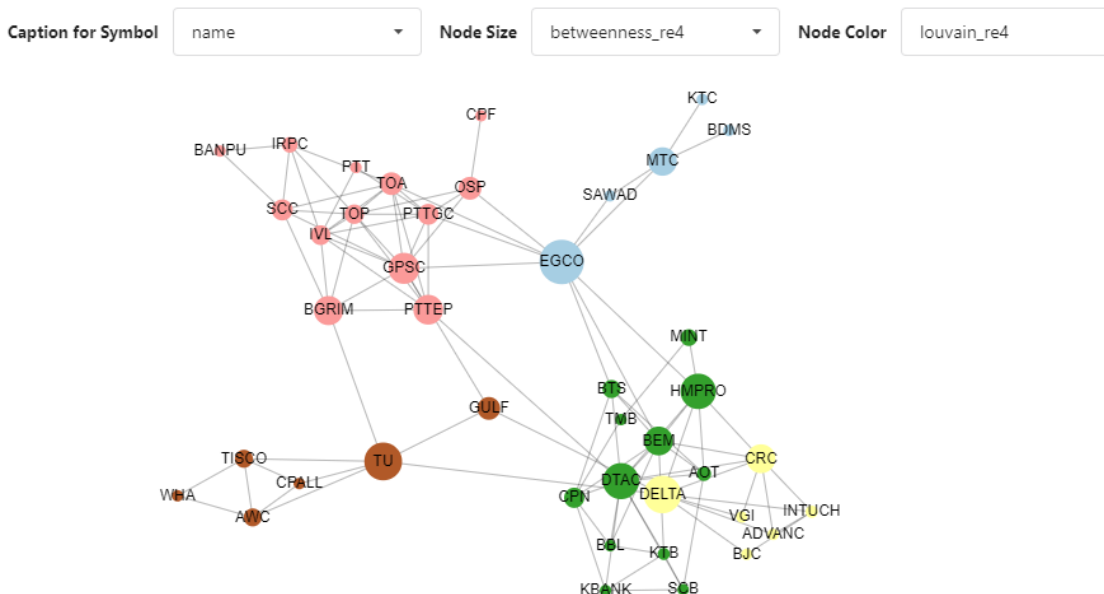 Caption for Symbol name Node Size betweenness_re4 Node Color louvain_re4
KTC
CPF
BDMS
IRPC
BANPU
MTC
PTT
TOA
OSP
SAWAD
SCC
TOP
PTTGC
IVL
EGCO
GPSC
BGRIM
PTTEP
MINT
BTS
HMPRO
GULF
TMB
BEM
TISCO
TU
CRC
AOT
CPALL
DTAC
WHA
CPN
DELTA
AWC
VGI
INTUCH
ADVANC
BBL
KTB
BJC
KBANK
SCB